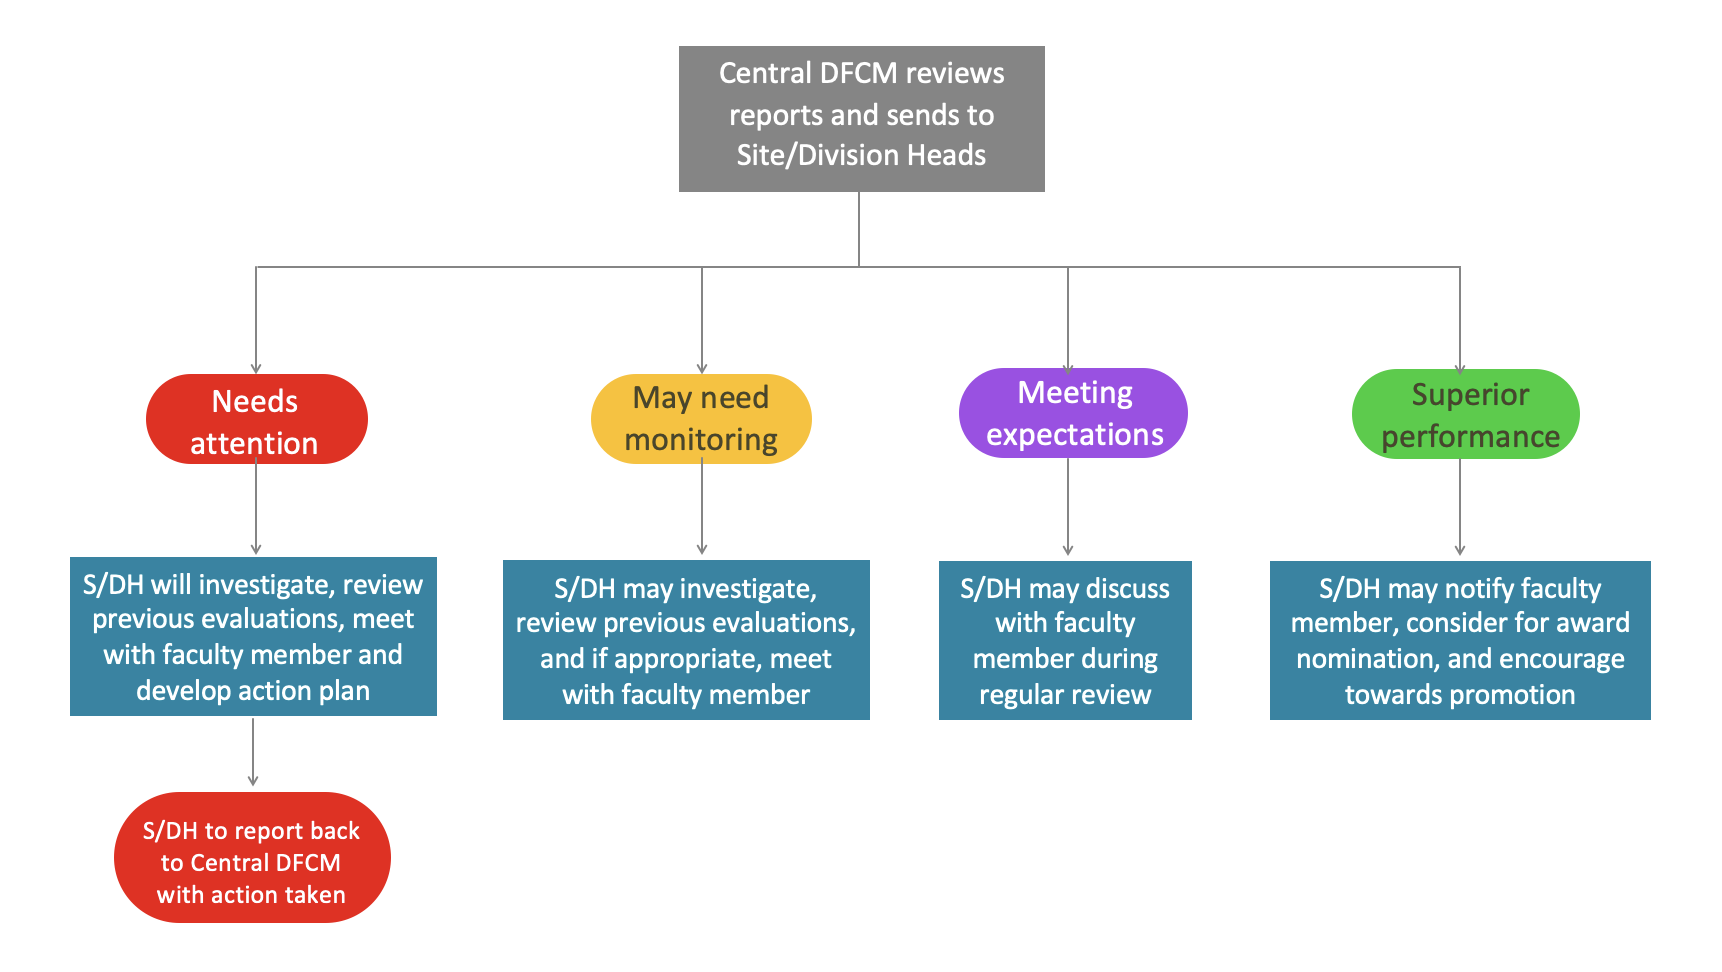 Central DFCM reviews
reports and sends to
Site/Division Heads
Needs
attention
May need
monitoring
Meeting
expectations
Superior
performance
S/DH will investigate, review
previous evaluations, meet
with faculty member and
develop action plan
S/DH may investigate,
review previous evaluations,
and if appropriate, meet
with faculty member
S/DH may discuss
with faculty
member during
regular review
S/DH may notify faculty
member, consider for award
nomination, and encourage
towards promotion
S/DH to report back
to Central DFCM
with action taken